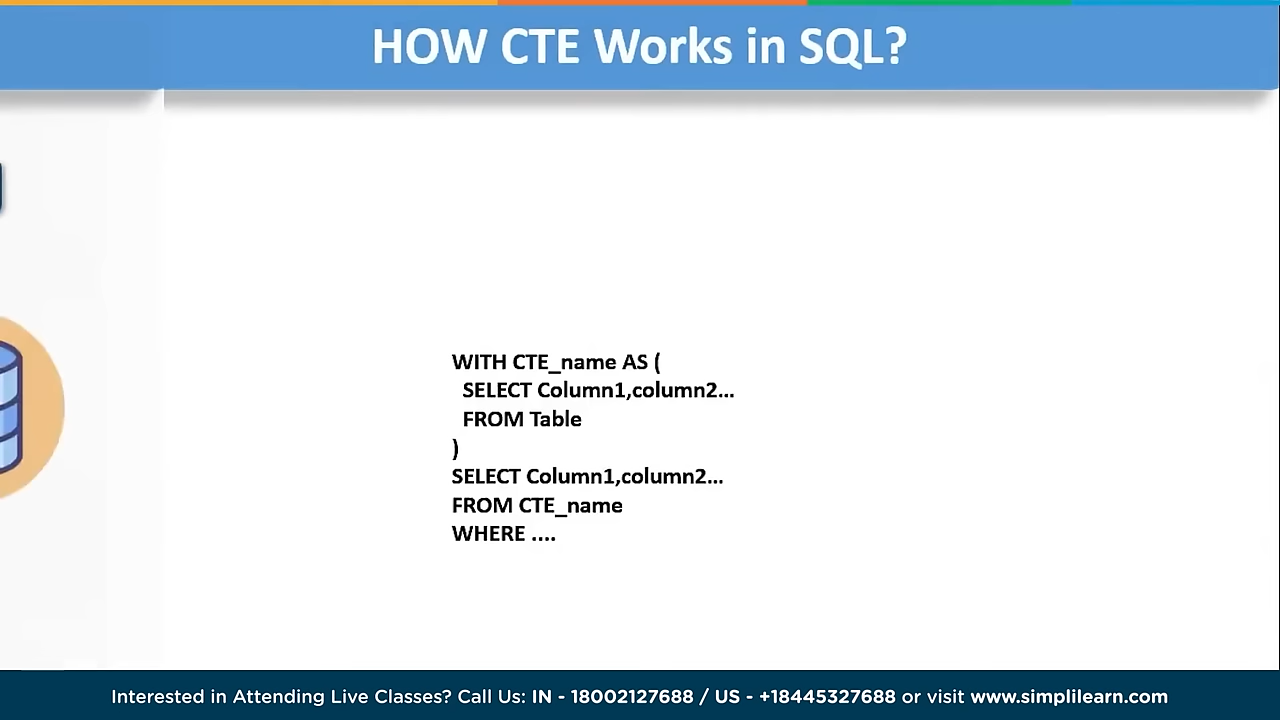 HOW CTE Works in SQL?
WITH CTE_name AS (
SELECT Column1,column2...
FROM Table
)
SELECT Column1,column2...
FROM CTE_name
WHERE ....
Interested in Attending Live Classes? Call Us: IN - 18002127688 / US - +18445327688 or visit www.simplilearn.com